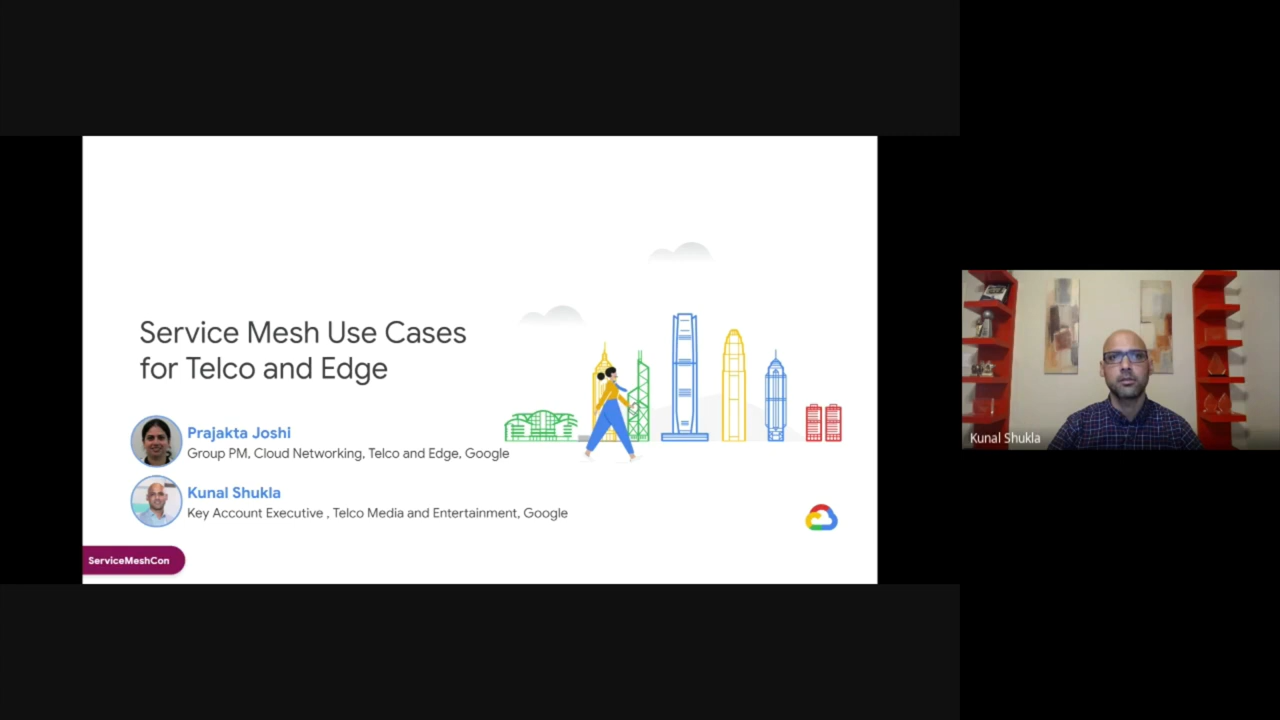 Service Mesh Use Cases
for Telco and Edge
Prajakta Joshi
Group PM, Cloud Networking, Telco and Edge, Google
Kunal Shukla
Key Account Executive , Telco Media and Entertainment, Google
ServiceMeshCon
Kunal Shukla